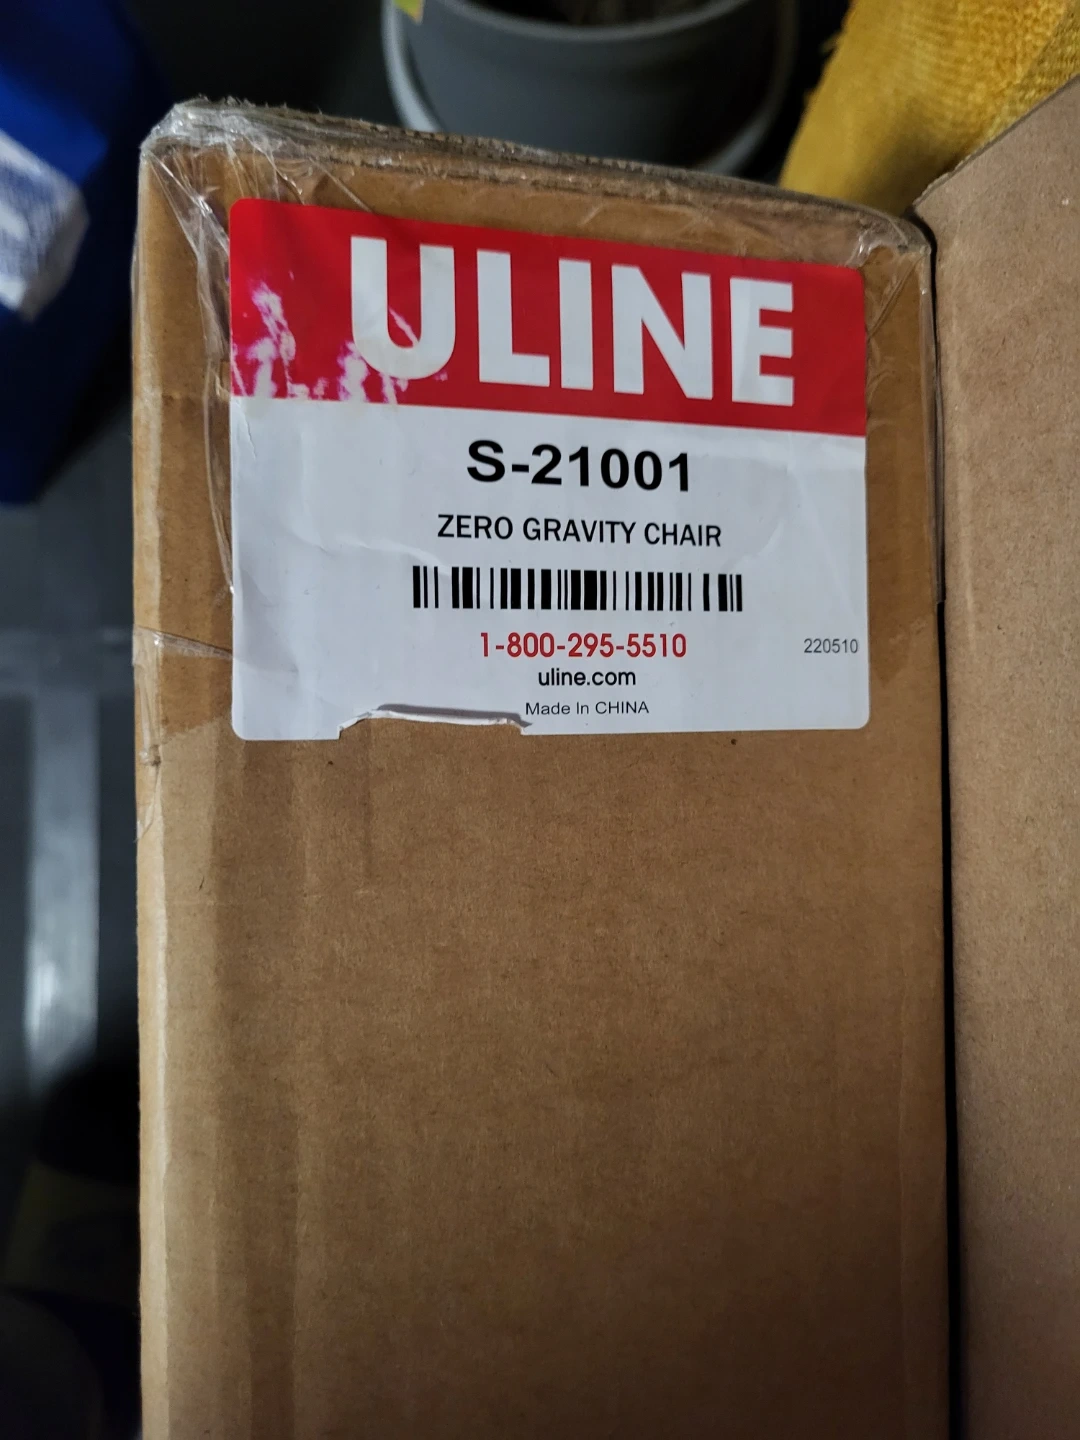 ULINE
S-21001
ZERO GRAVITY CHAIR
1-800-295-5510
220510
uline.com
Made In CHINA